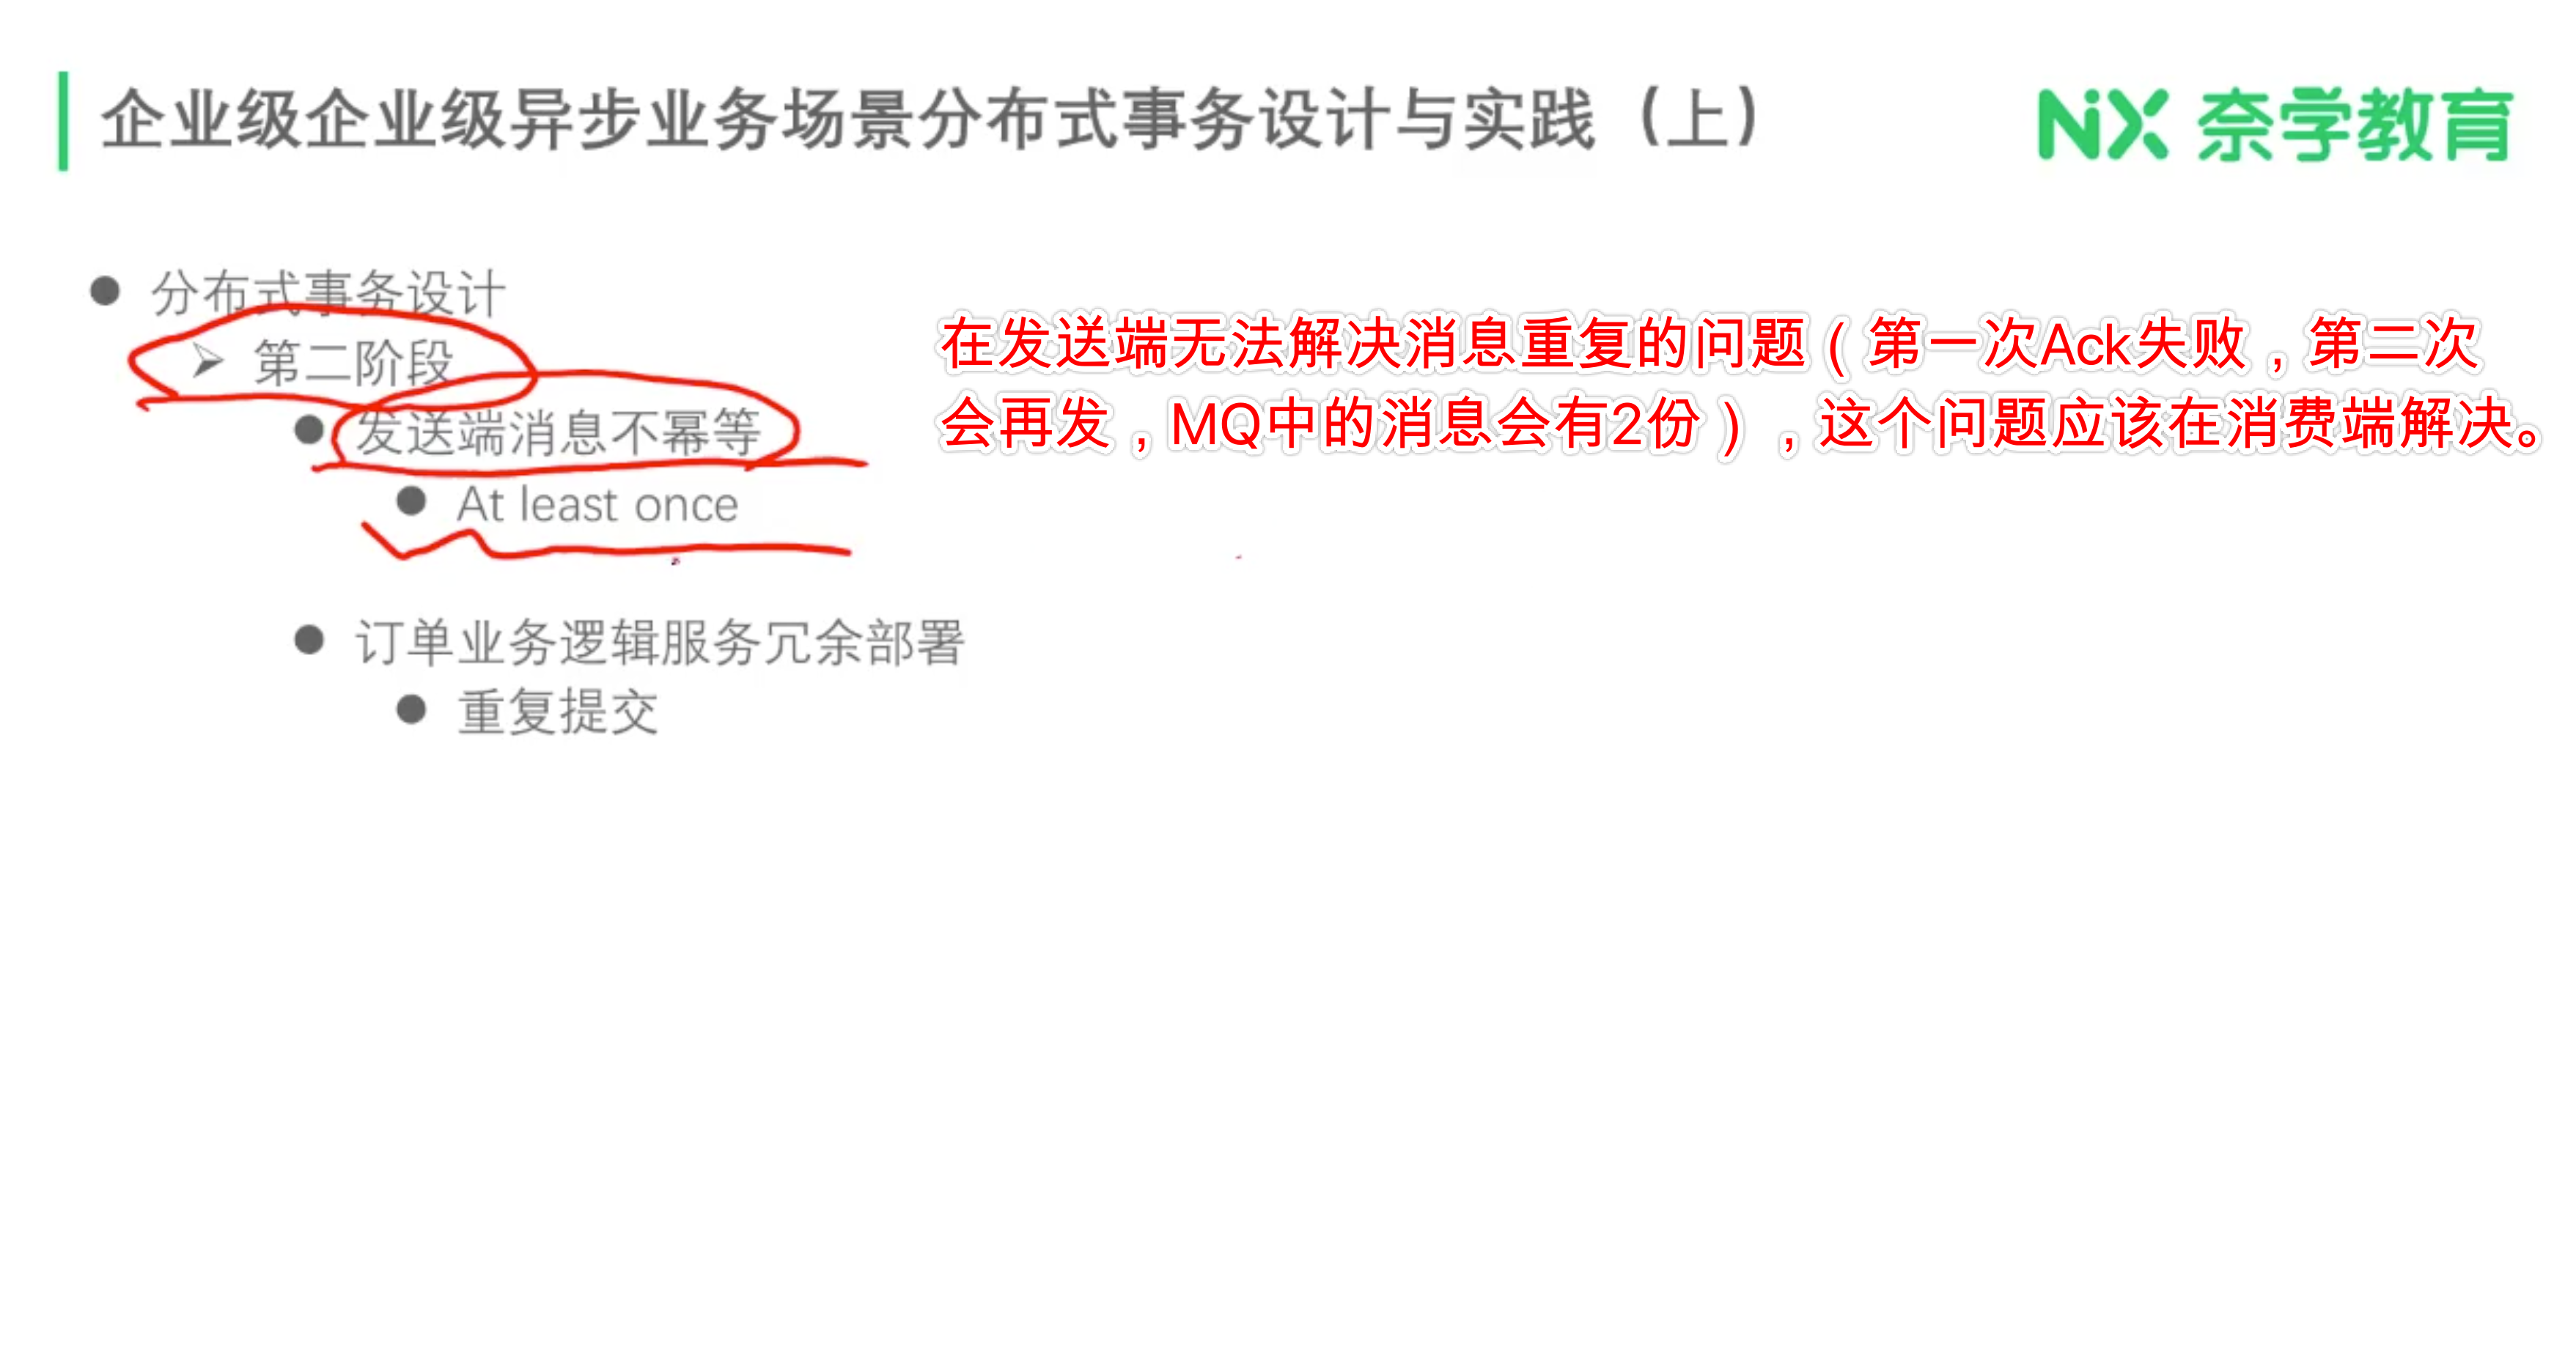 企业级企业级异步业务场景分布式事务设计与实践（上）
NX 奈学教育
分布式事务设计
第二阶段
发送端消息不幂等
At least once
订单业务逻辑服务冗余部署
重复提交
在发送端无法解决消息重复的问题（第一次Ack失败，第二次
会再发，MQ中的消息会有2份），这个问题应该在消费端解决。